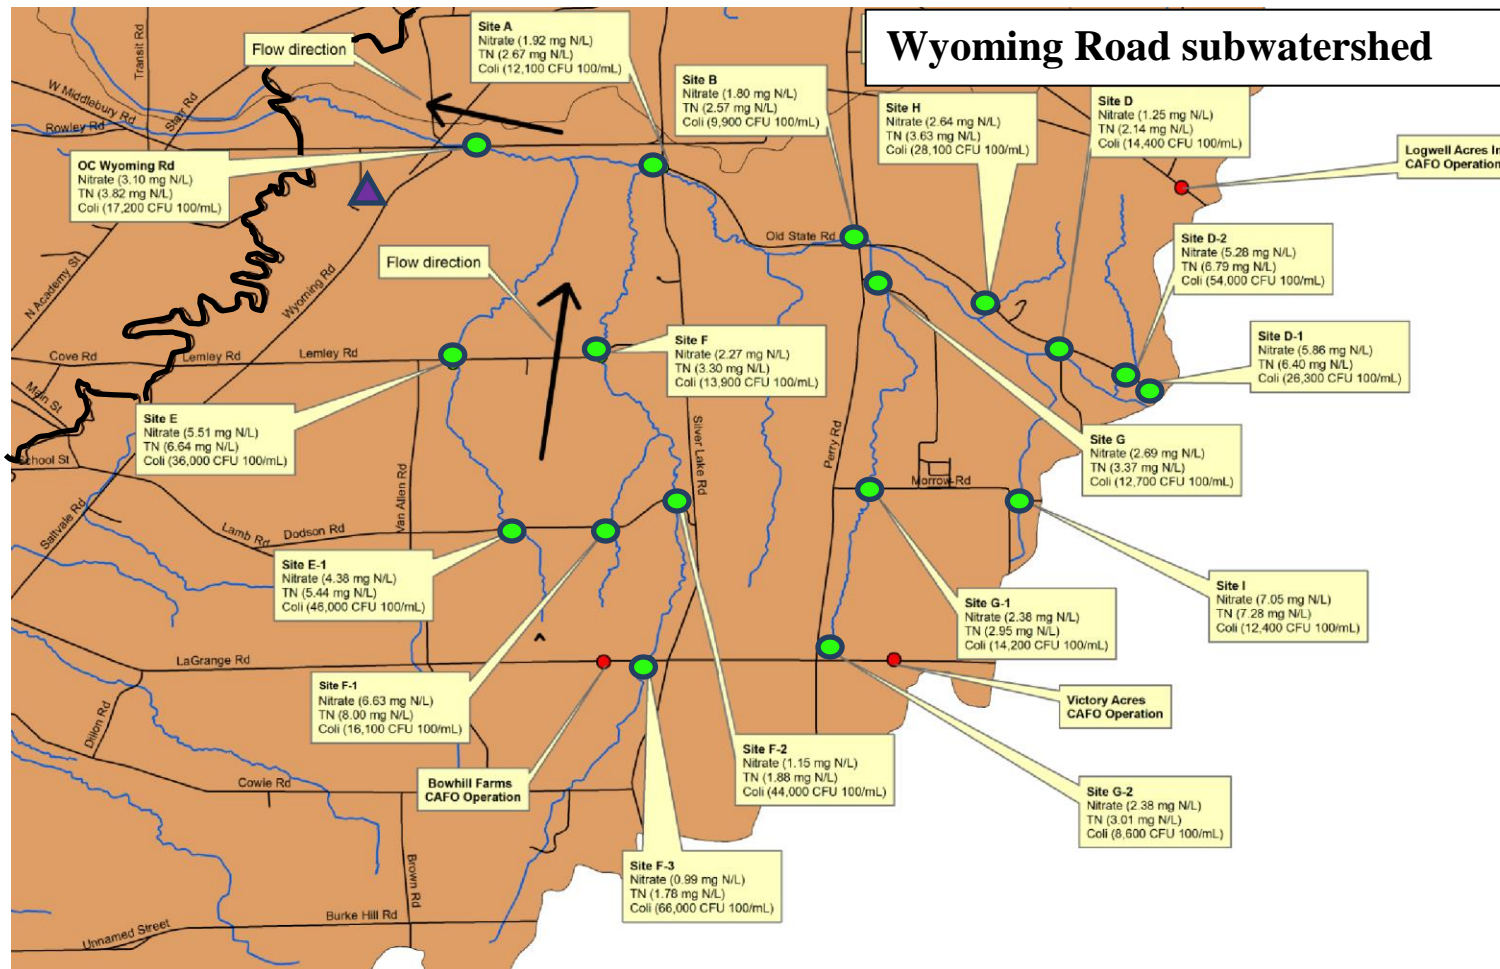 Wyoming Road subwatershed
Transit Rd
Flow direction
Site A
Nitrate (1.92 mg N/L)
TN (2.67 mg N/L)
Coli (12,100 CFU 100/mL)
Site B
Nitrate (1.80 mg N/L)
TN (2.57 mg N/L)
Coli (9,900 CFU 100/mL)
Site H
Nitrate (2.64 mg N/L)
TN (3.63 mg N/L)
Coli (28,100 CFU 100/mL)
Site D
Nitrate (1.25 mg N/L)
TN (2.14 mg N/L)
Coli (14,400 CFU 100/mL)
Logwell Acres In
CAFO Operation
W Middlebury Rd
Starr Rd
Rowley Rd
OC Wyoming Rd
Nitrate (3.10 mg N/L)
TN (3.82 mg N/L)
Coli (17,200 CFU 100/mL)
Old State Rd
Site D-2
Nitrate (5.28 mg N/L)
TN (6.79 mg N/L)
Coli (54,000 CFU 100/mL)
Flow direction
N Academy St
Wyoming Rd
Site D-1
Nitrate (5.86 mg N/L)
TN (6.40 mg N/L)
Coli (26,300 CFU 100/mL)
Site F
Nitrate (2.27 mg N/L)
TN (3.30 mg N/L)
Coli (13,900 CFU 100/mL)
Cove Rd
Lemley Rd
Lemley Rd
Main St
Site E
Nitrate (5.51 mg N/L)
TN (6.64 mg N/L)
Coli (36,000 CFU 100/mL)
Silver Lake Rd
Perry Rd
Site G
Nitrate (2.69 mg N/L)
TN (3.37 mg N/L)
Coli (12,700 CFU 100/mL)
School St
Saltvale Rd
Van Allen Rd
Morrow Rd
Lamb Rd
Dodson Rd
Site E-1
Nitrate (4.38 mg N/L)
TN (5.44 mg N/L)
Coli (46,000 CFU 100/mL)
Site G-1
Nitrate (2.38 mg N/L)
TN (2.95 mg N/L)
Coli (14,200 CFU 100/mL)
Site I
Nitrate (7.05 mg N/L)
TN (7.28 mg N/L)
Coli (12,400 CFU 100/mL)
^
LaGrange Rd
Site F-1
Nitrate (6.63 mg N/L)
TN (8.00 mg N/L)
Coli (16,100 CFU 100/mL)
Victory Acres
CAFO Operation
Dillon Rd
Site F-2
Nitrate (1.15 mg N/L)
TN (1.88 mg N/L)
Coli (44,000 CFU 100/mL)
Bowhill Farms
CAFO Operation
Cowie Rd
Site G-2
Nitrate (2.38 mg N/L)
TN (3.01 mg N/L)
Coli (8,600 CFU 100/mL)
Brown Rd
Site F-3
Nitrate (0.99 mg N/L)
TN (1.78 mg N/L)
Coli (66,000 CFU 100/mL)
Burke Hill Rd
Unnamed Street